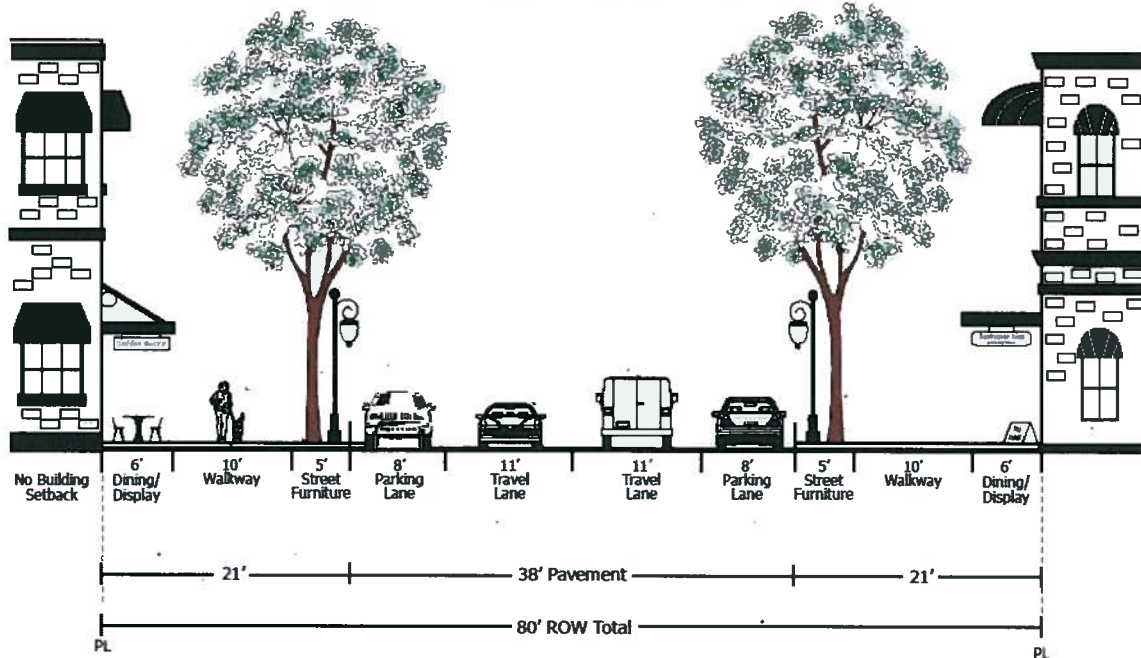 6' 10' 5' 8' 11' 11' 8' 5' 10' 6'
No Building Setback
Dining/ Display
Walkway
Street Furniture
Parking Lane
Travel Lane
Travel Lane
Parking Lane
Street Furniture
Walkway
Dining/ Display
21' 38' Pavement 21'
80' ROW Total
PL PL